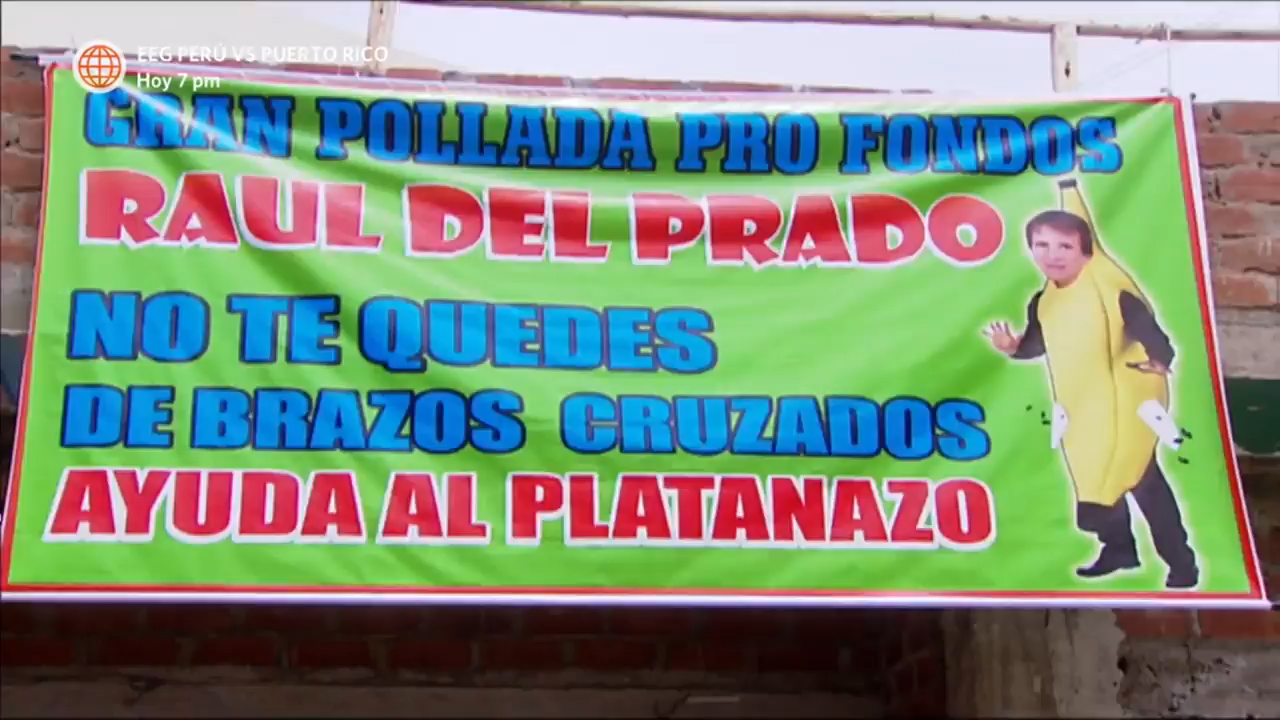 EEG PERÚ VS PUERTO RICO
Hoy 7 pm
GRAN POLLADA PRO FONDOS
RAUL DEL PRADO
NO TE QUEDES
DE BRAZOS CRUZADOS
AYUDA AL PLATANAZO